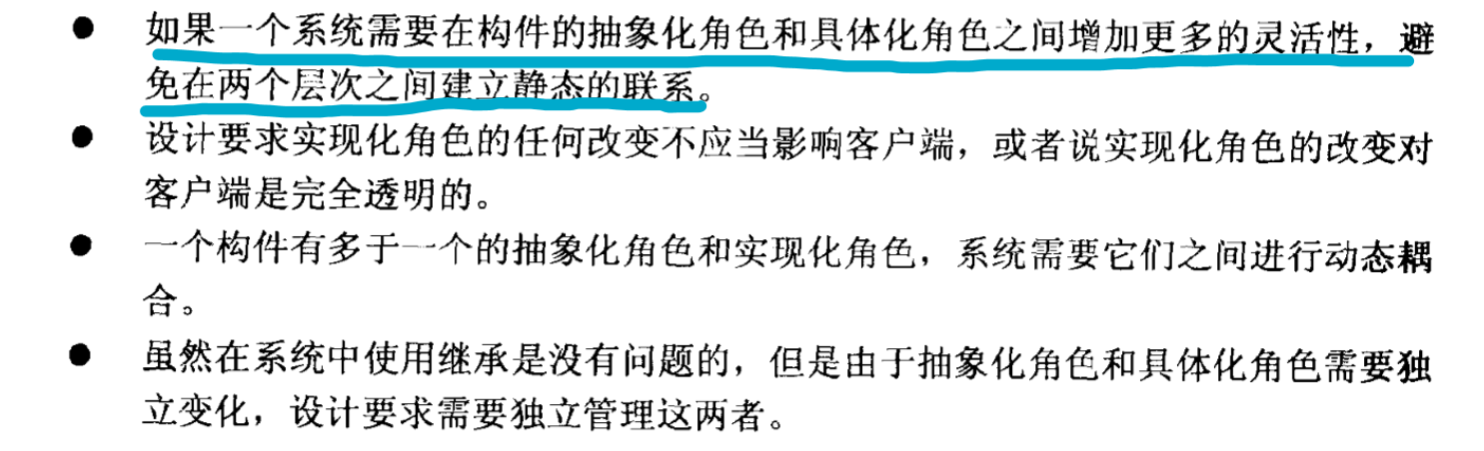 ● 如果一个系统需要在构件的抽象化角色和具体化角色之间增加更多的灵活性，避
免在两个层次之间建立静态的联系。
● 设计要求实现化角色的任何改变不应当影响客户端，或者说实现化角色的改变对
客户端是完全透明的。
● 一个构件有多于一个的抽象化角色和实现化角色，系统需要它们之间进行动态耦
合。
● 虽然在系统中使用继承是没有问题的，但是由于抽象化角色和具体化角色需要独
立变化，设计要求需要独立管理这两者。